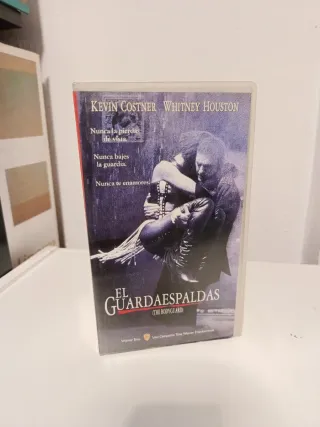 KEVIN COSTNER WHITNEY HOUSTON
Nunca la pierdas
de vista.
Nunca bajes
la guardia.
Nunca te enamores.
EL
GUARDAESPALDAS
(THE BODYGUARD)